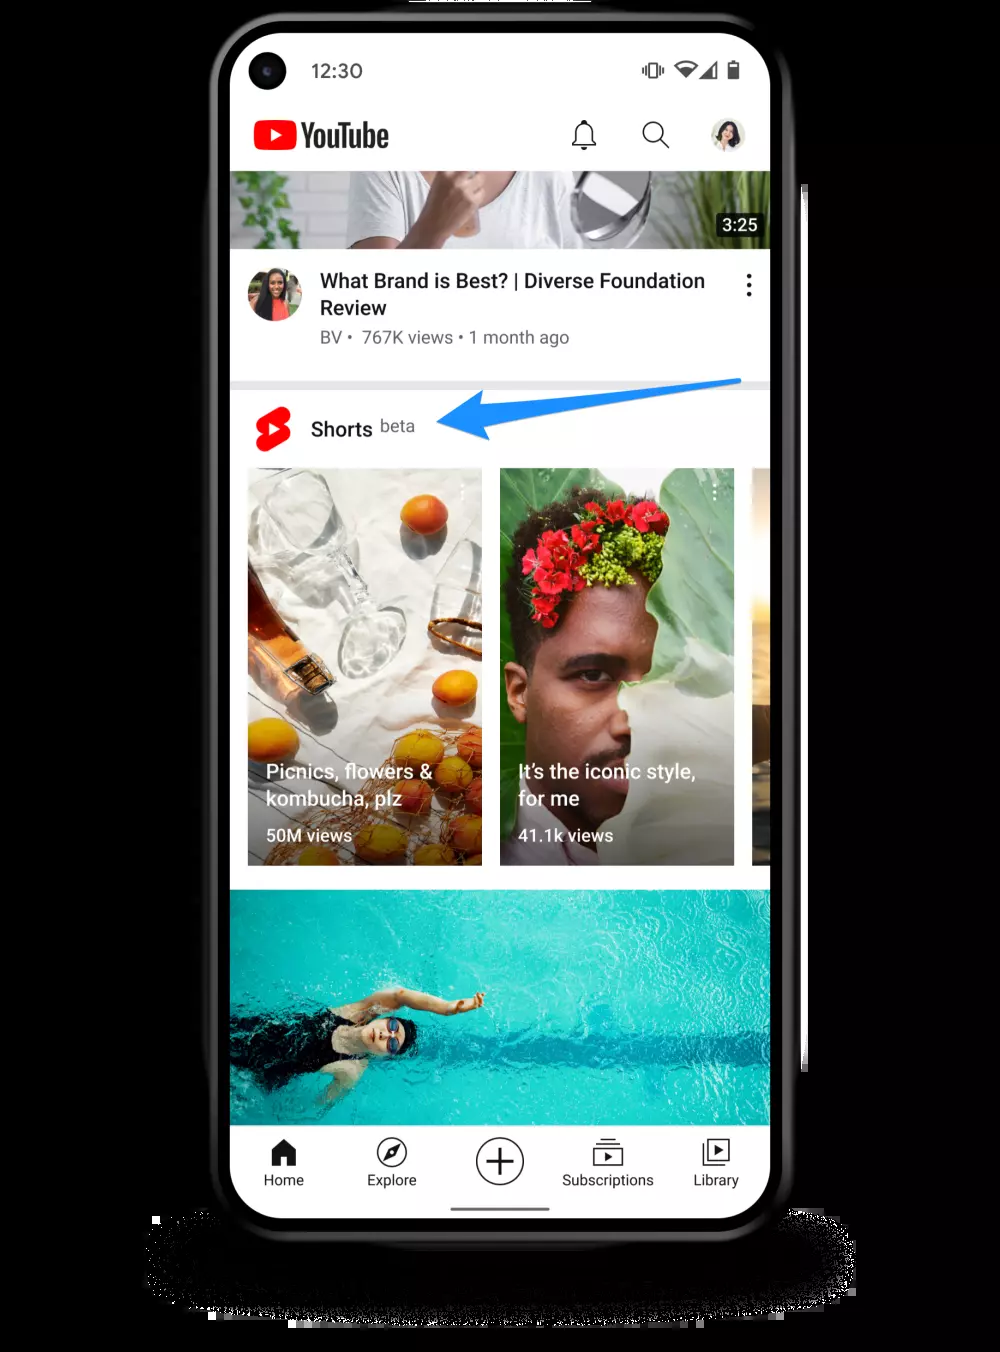 12:30
YouTube
3:25
What Brand is Best? | Diverse Foundation
Review
BV • 767K views • 1 month ago
Shorts beta
Picnics, flowers &
kombucha, plz
50M views
It's the iconic style,
for me
41.1k views
Home
Explore
Subscriptions
Library